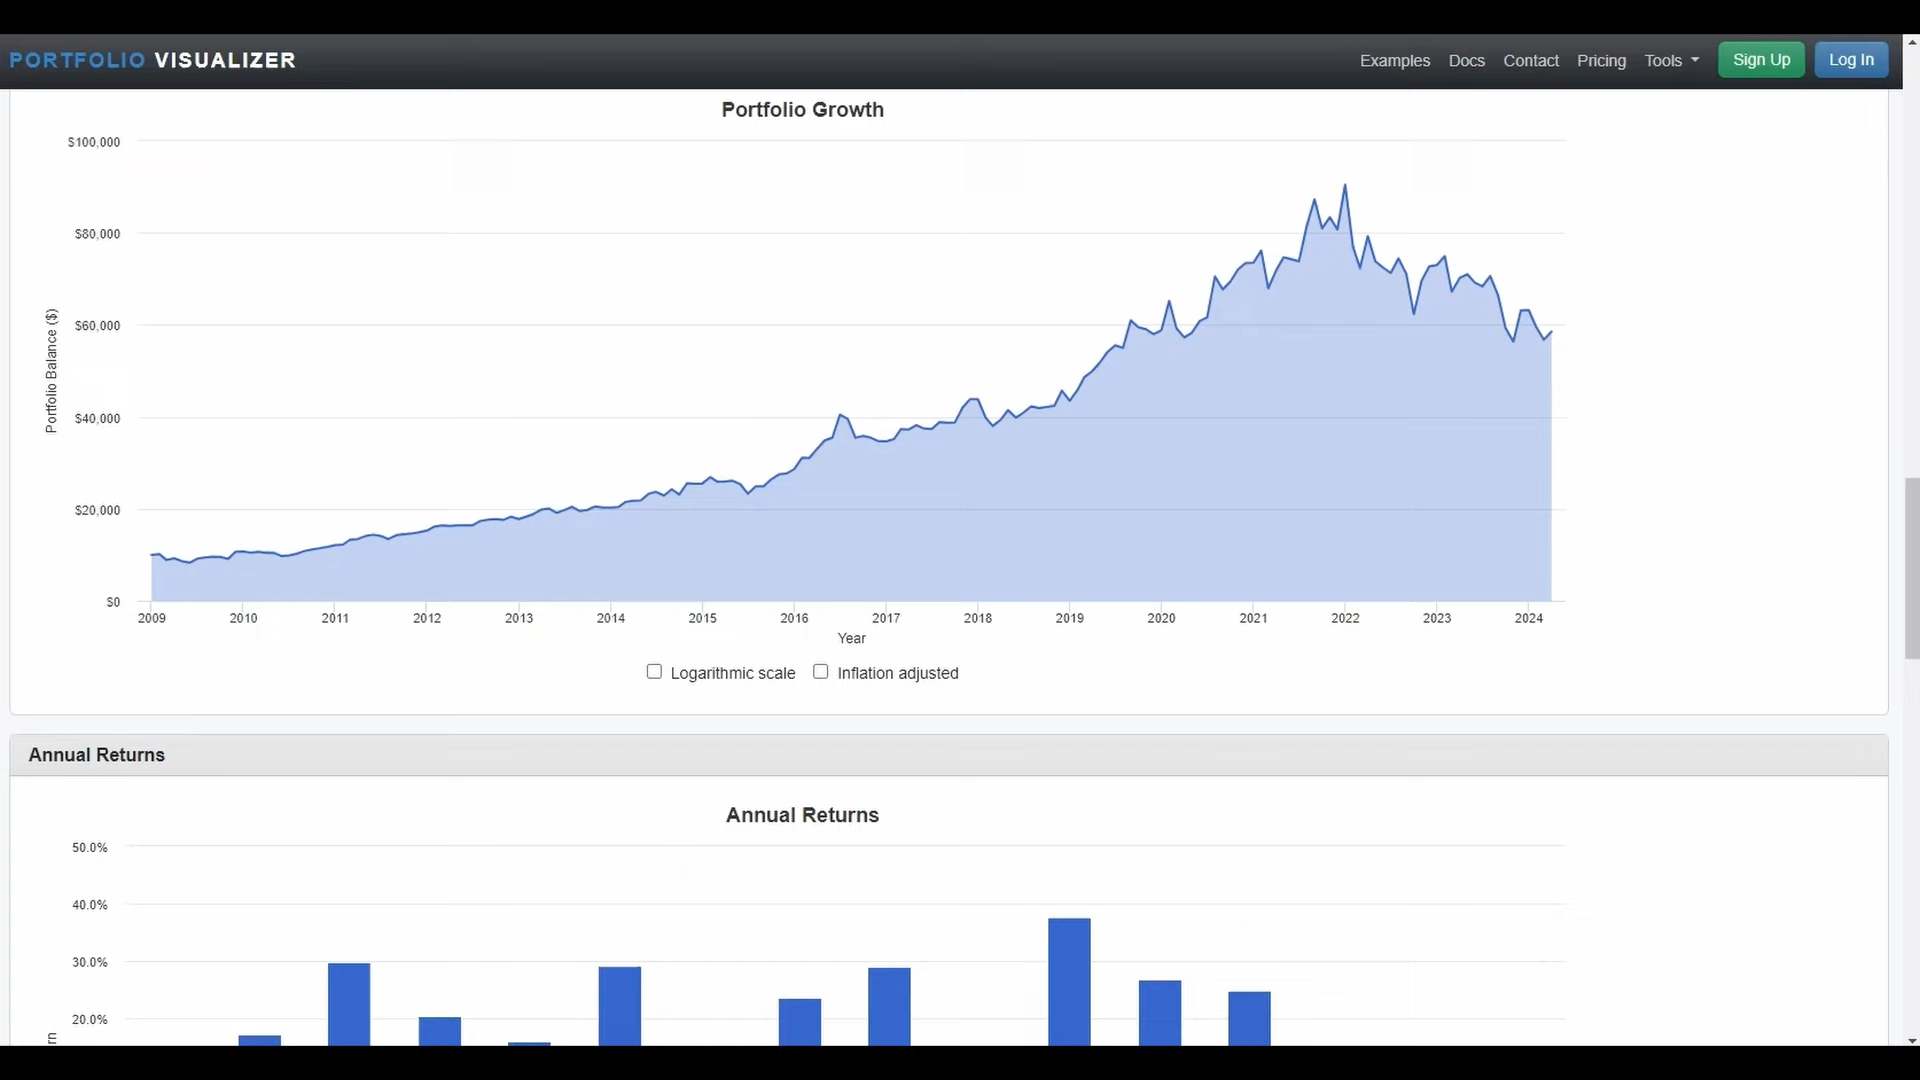 PORTFOLIO VISUALIZER
Examples Docs Contact Pricing Tools Sign Up Log In
Portfolio Growth
$100,000
$80,000
$60,000
$40,000
$20,000
$0
Portfolio Balance ($)
2009 2010 2011 2012 2013 2014 2015 2016 2017 2018 2019 2020 2021 2022 2023 2024
Year
Logarithmic scale Inflation adjusted
Annual Returns
Annual Returns
50.0%
40.0%
30.0%
20.0%